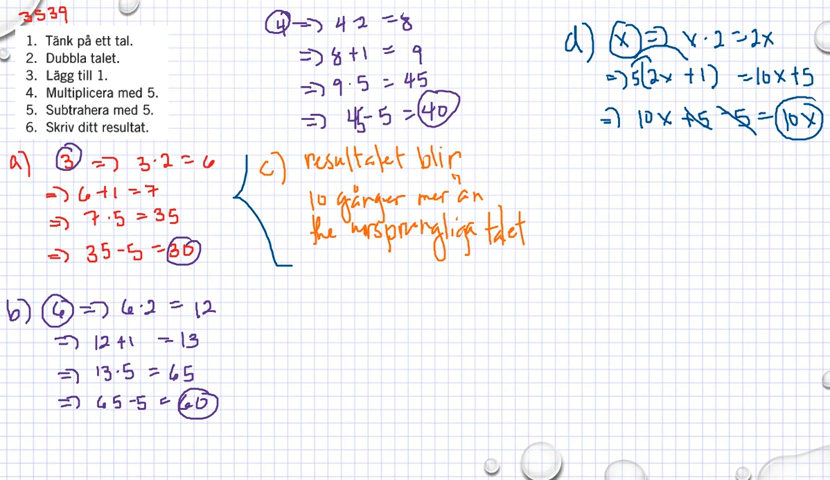 3539
1. Tänk på ett tal.
2. Dubbla talet.
3. Lägg till 1.
4. Multiplicera med 5.
5. Subtrahera med 5.
6. Skriv ditt resultat.
a) 3 => 3·2 = 6
=> 6+1 = 7
=> 7·5 = 35
=> 35-5 = 30
b) 6 => 6·2 = 12
=> 12+1 = 13
=> 13·5 = 65
=> 65-5 = 60
4 => 4·2 = 8
=> 8+1 = 9
=> 9·5 = 45
=> 45-5 = 40
c) resultatet blir
10 gånger mer än
the ursprungliga talet
d) x => x·2 = 2x
=> 5(2x+1) = 10x+5
=> 10x+5-5 = 10x